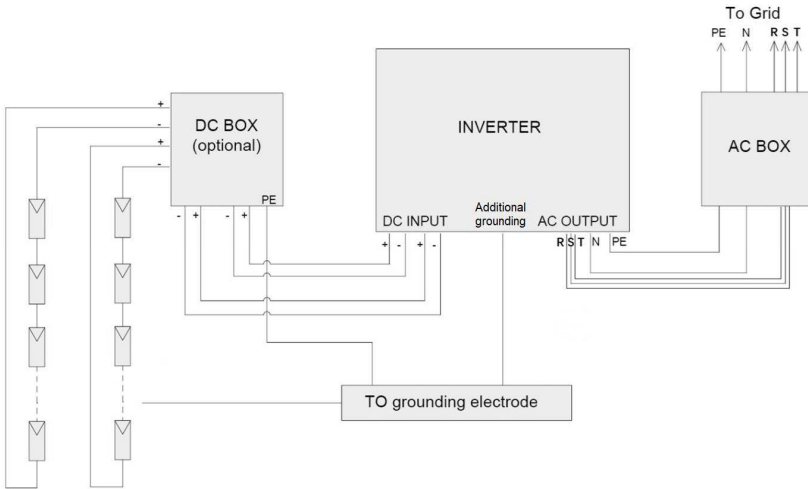 To Grid
PE N R S T
+
-
+
-
DC BOX
(optional)
PE
- + - +
INVERTER
DC INPUT
Additional
grounding
AC OUTPUT
+ - + -
R S T N PE
AC BOX
TO grounding electrode